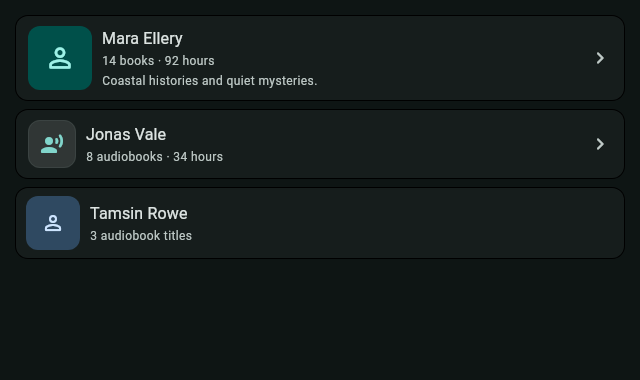 Mara Ellery
14 books · 92 hours
Coastal histories and quiet mysteries.
Jonas Vale
8 audiobooks · 34 hours
Tamsin Rowe
3 audiobook titles